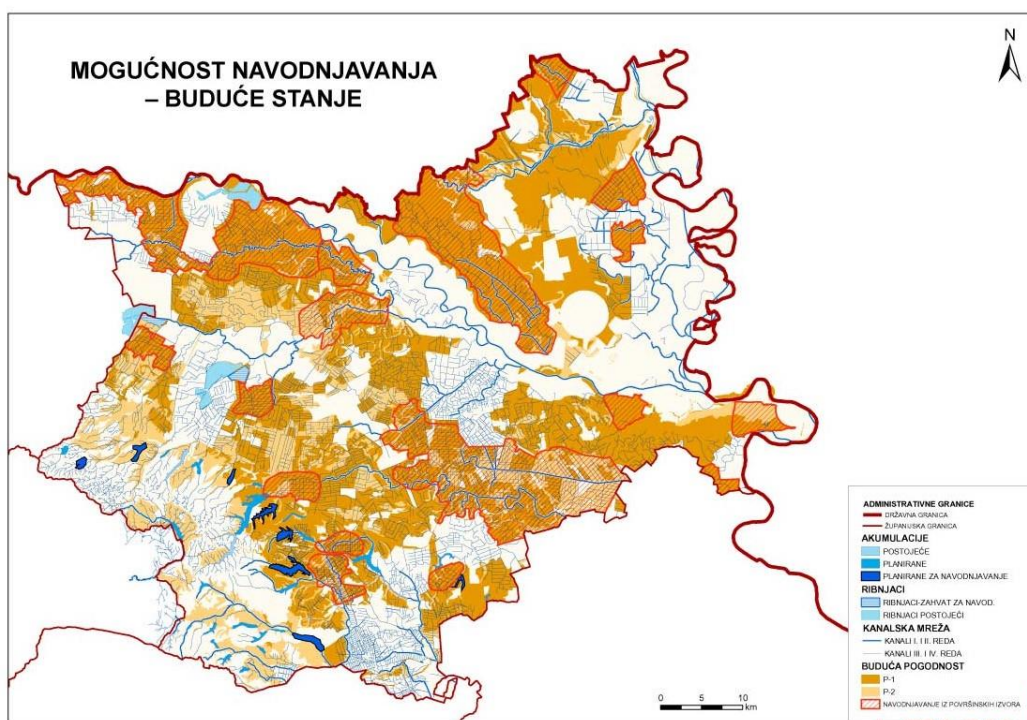 MOGUĆNOST NAVODNJAVANJA
– BUDUĆE STANJE
N
ADMINISTRATIVNE GRANICE
DRŽAVNA GRANICA
ŽUPANIJSKA GRANICA
AKUMULACIJE
POSTOJEĆE
PLANIRANE
PLANIRANE ZA NAVODNJAVANJE
RIBNJACI
RIBNJACI-ZAHVAT ZA NAVOD.
RIBNJACI POSTOJEĆI
KANALSKA MREŽA
KANALI I. I II. REDA
KANALI III. I IV. REDA
BUDUĆA POGODNOST
P-1
P-2
NAVODNJAVANJE IZ POVRŠINSKIH IZVORA
0 5 10
km